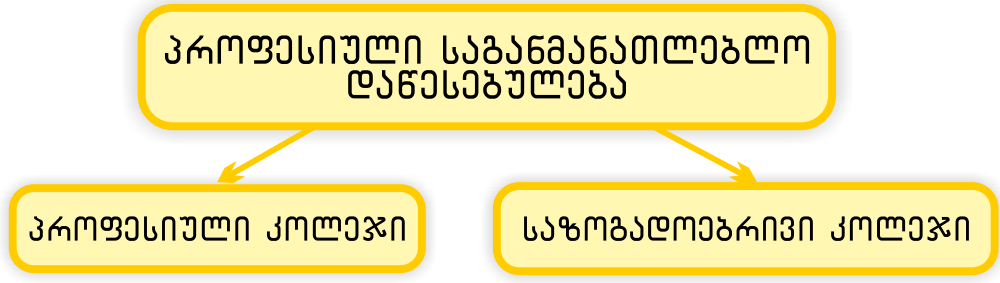 პროფესიული საგანმანათლებლო
დაწესებულება
პროფესიული კოლეჯი
საზოგადოებრივი კოლეჯი